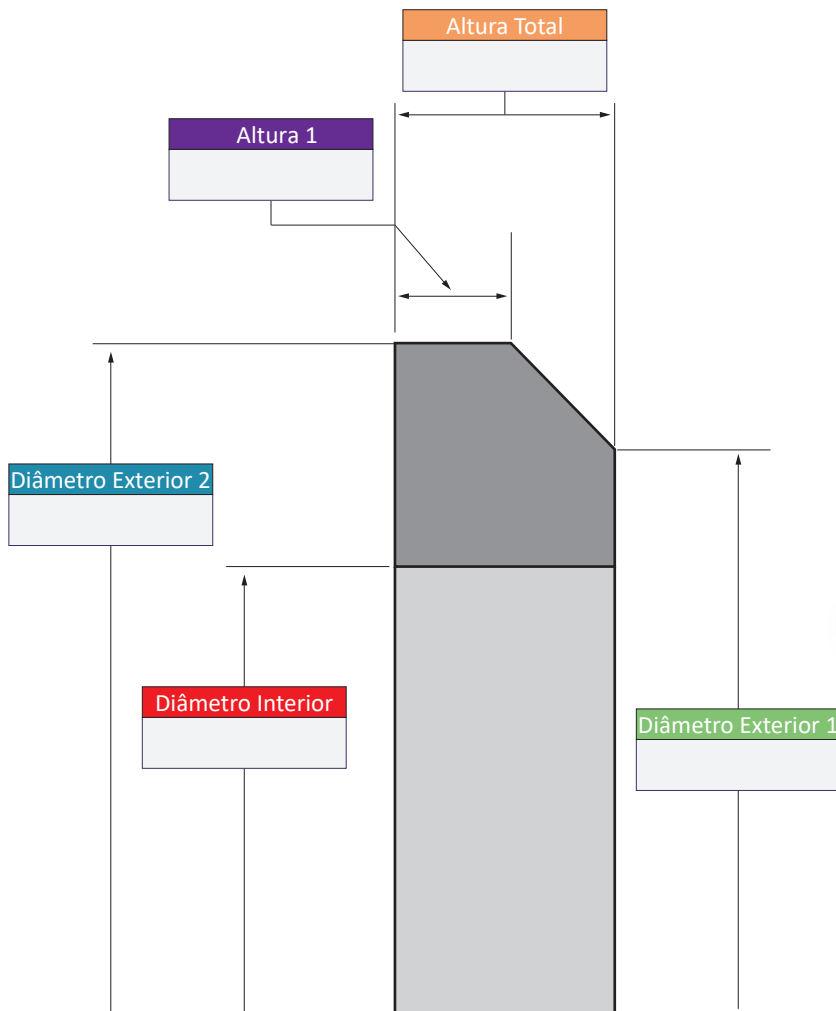 Altura Total
Altura 1
Diâmetro Exterior 2
Diâmetro Interior
Diâmetro Exterior 1